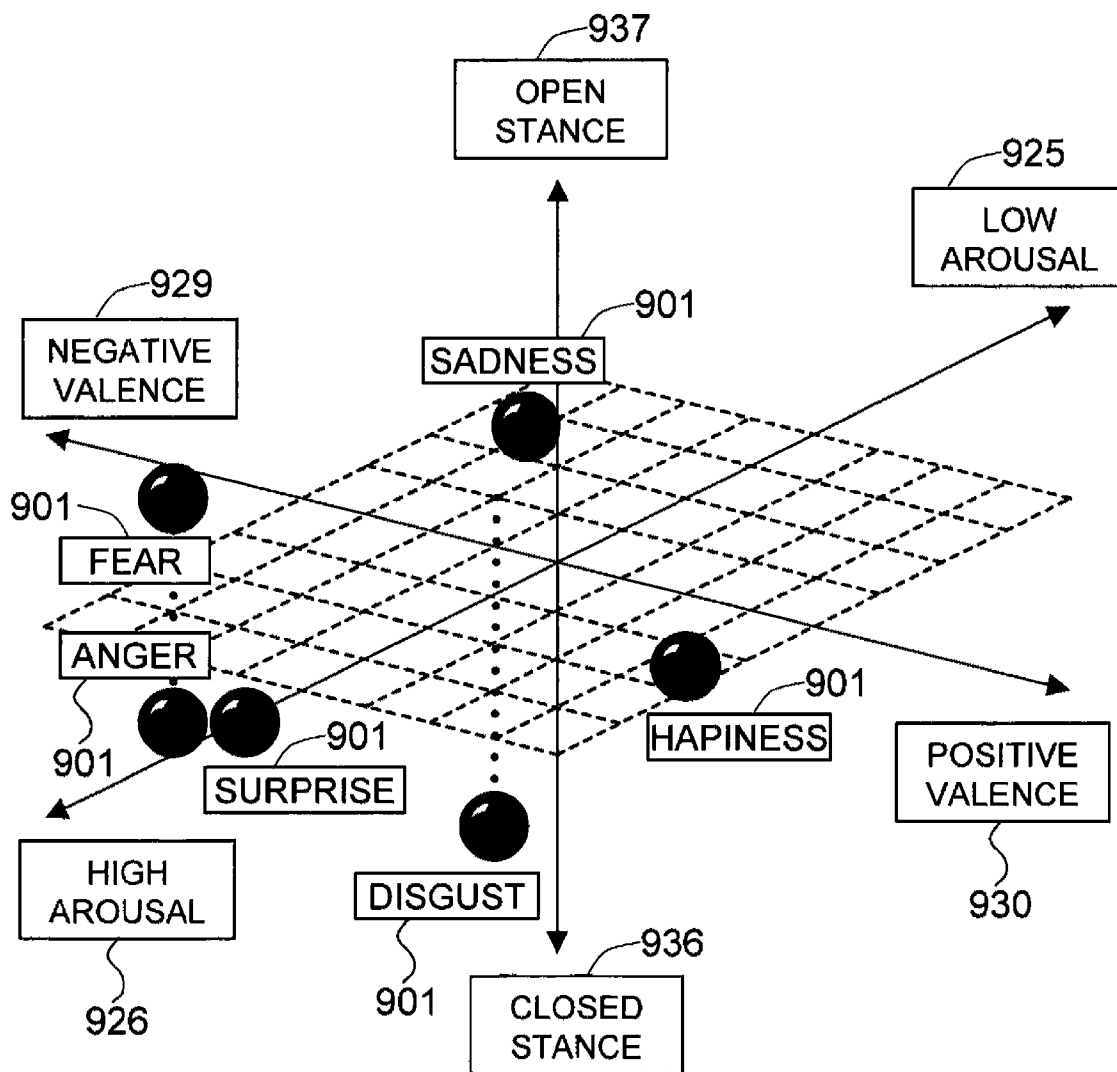 937
OPEN
STANCE
925
LOW
AROUSAL
929
NEGATIVE
VALENCE
901
SADNESS
901
FEAR
ANGER
901
901
SURPRISE
901
HAPINESS
POSITIVE
VALENCE
930
HIGH
AROUSAL
926
DISGUST
901
936
CLOSED
STANCE